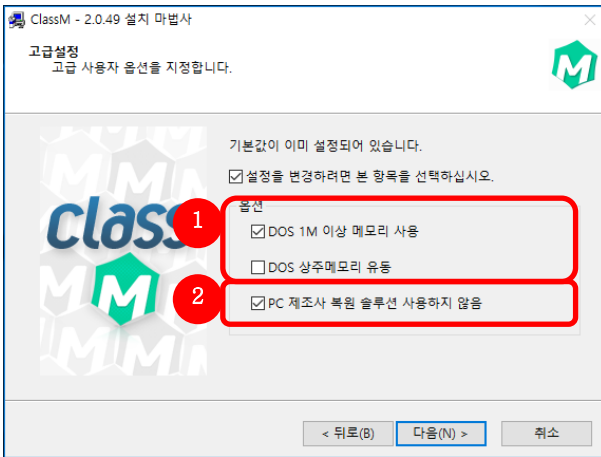 ClassM - 2.0.49 설치 마법사
고급설정
고급 사용자 옵션을 지정합니다.
M
class
M
기본값이 이미 설정되어 있습니다.
설정을 변경하려면 본 항목을 선택하십시오.
옵션
1
DOS 1M 이상 메모리 사용
DOS 상주메모리 유동
2
PC 제조사 복원 솔루션 사용하지 않음
< 뒤로(B)
다음(N) >
취소